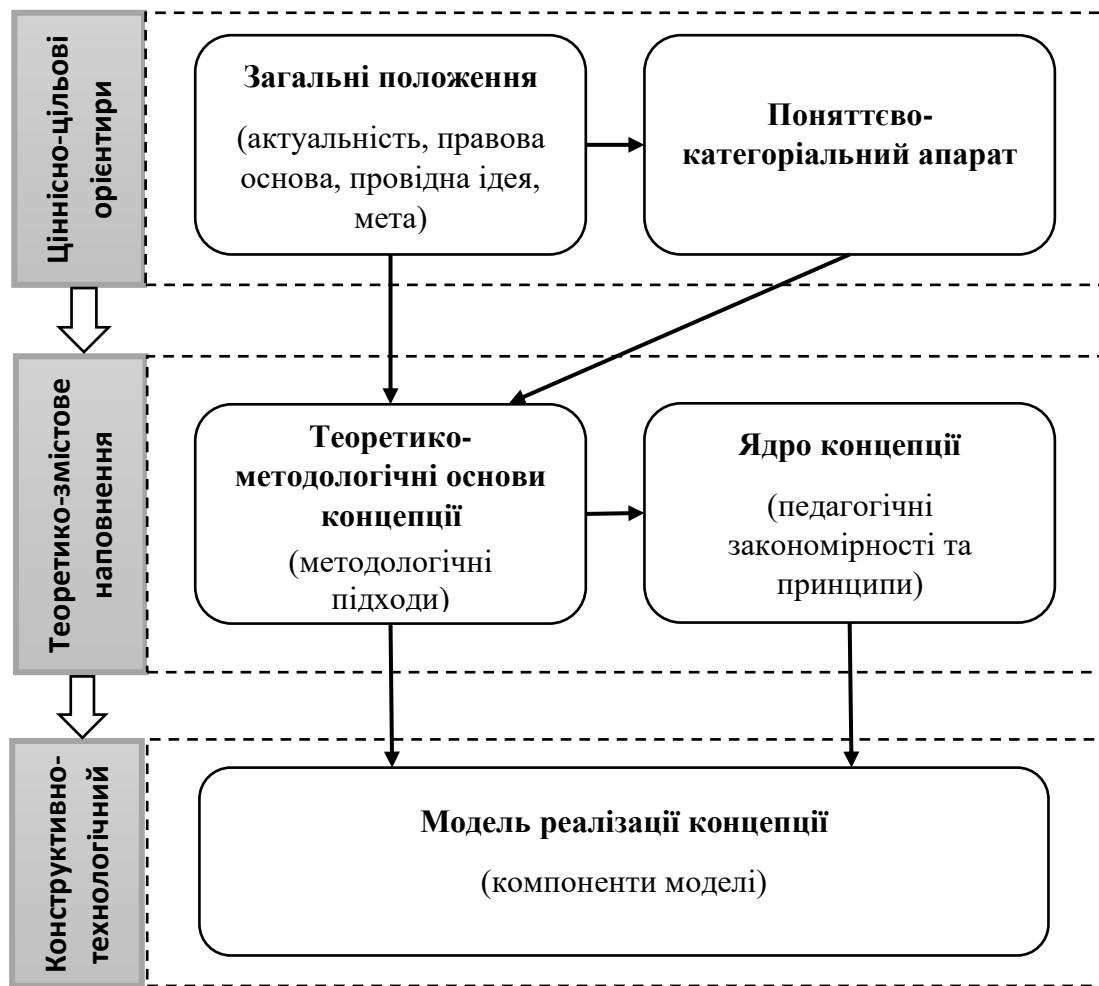 Ціннісно-цільові
орієнтири
Загальні положення
(актуальність, правова
основа, провідна ідея,
мета)
Поняттєво-
категоріальний апарат
Теоретико-змістове
наповнення
Теоретико-
методологічні основи
концепції
(методологічні
підходи)
Ядро концепції
(педагогічні
закономірності та
принципи)
Конструктивно-
технологічний
Модель реалізації концепції
(компоненти моделі)